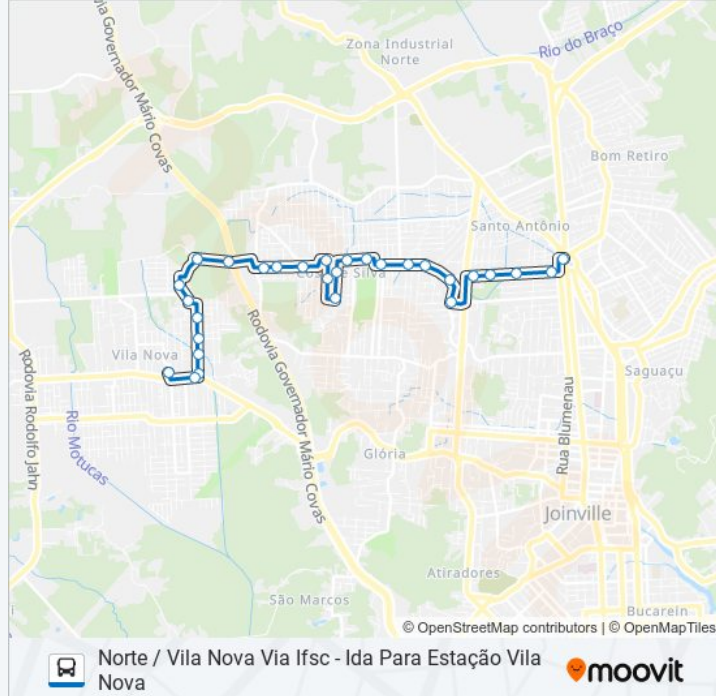 via Governador Mário Covas
Zona Industrial
Norte
Rio do Braço
Bom Retiro
Santo Antônio
Costa e Silva
Vila Nova
Rodovia Rodolfo Jahn
Rio Motucas
Rodovia Governador Mário Covas
Saguaçu
Rua Blumenau
Glória
Joinville
Atiradores
São Marcos
Bucarein
© OpenStreetMap contributors | © OpenMapTiles
Norte / Vila Nova Via Ifsc - Ida Para Estação Vila
Nova
moovit